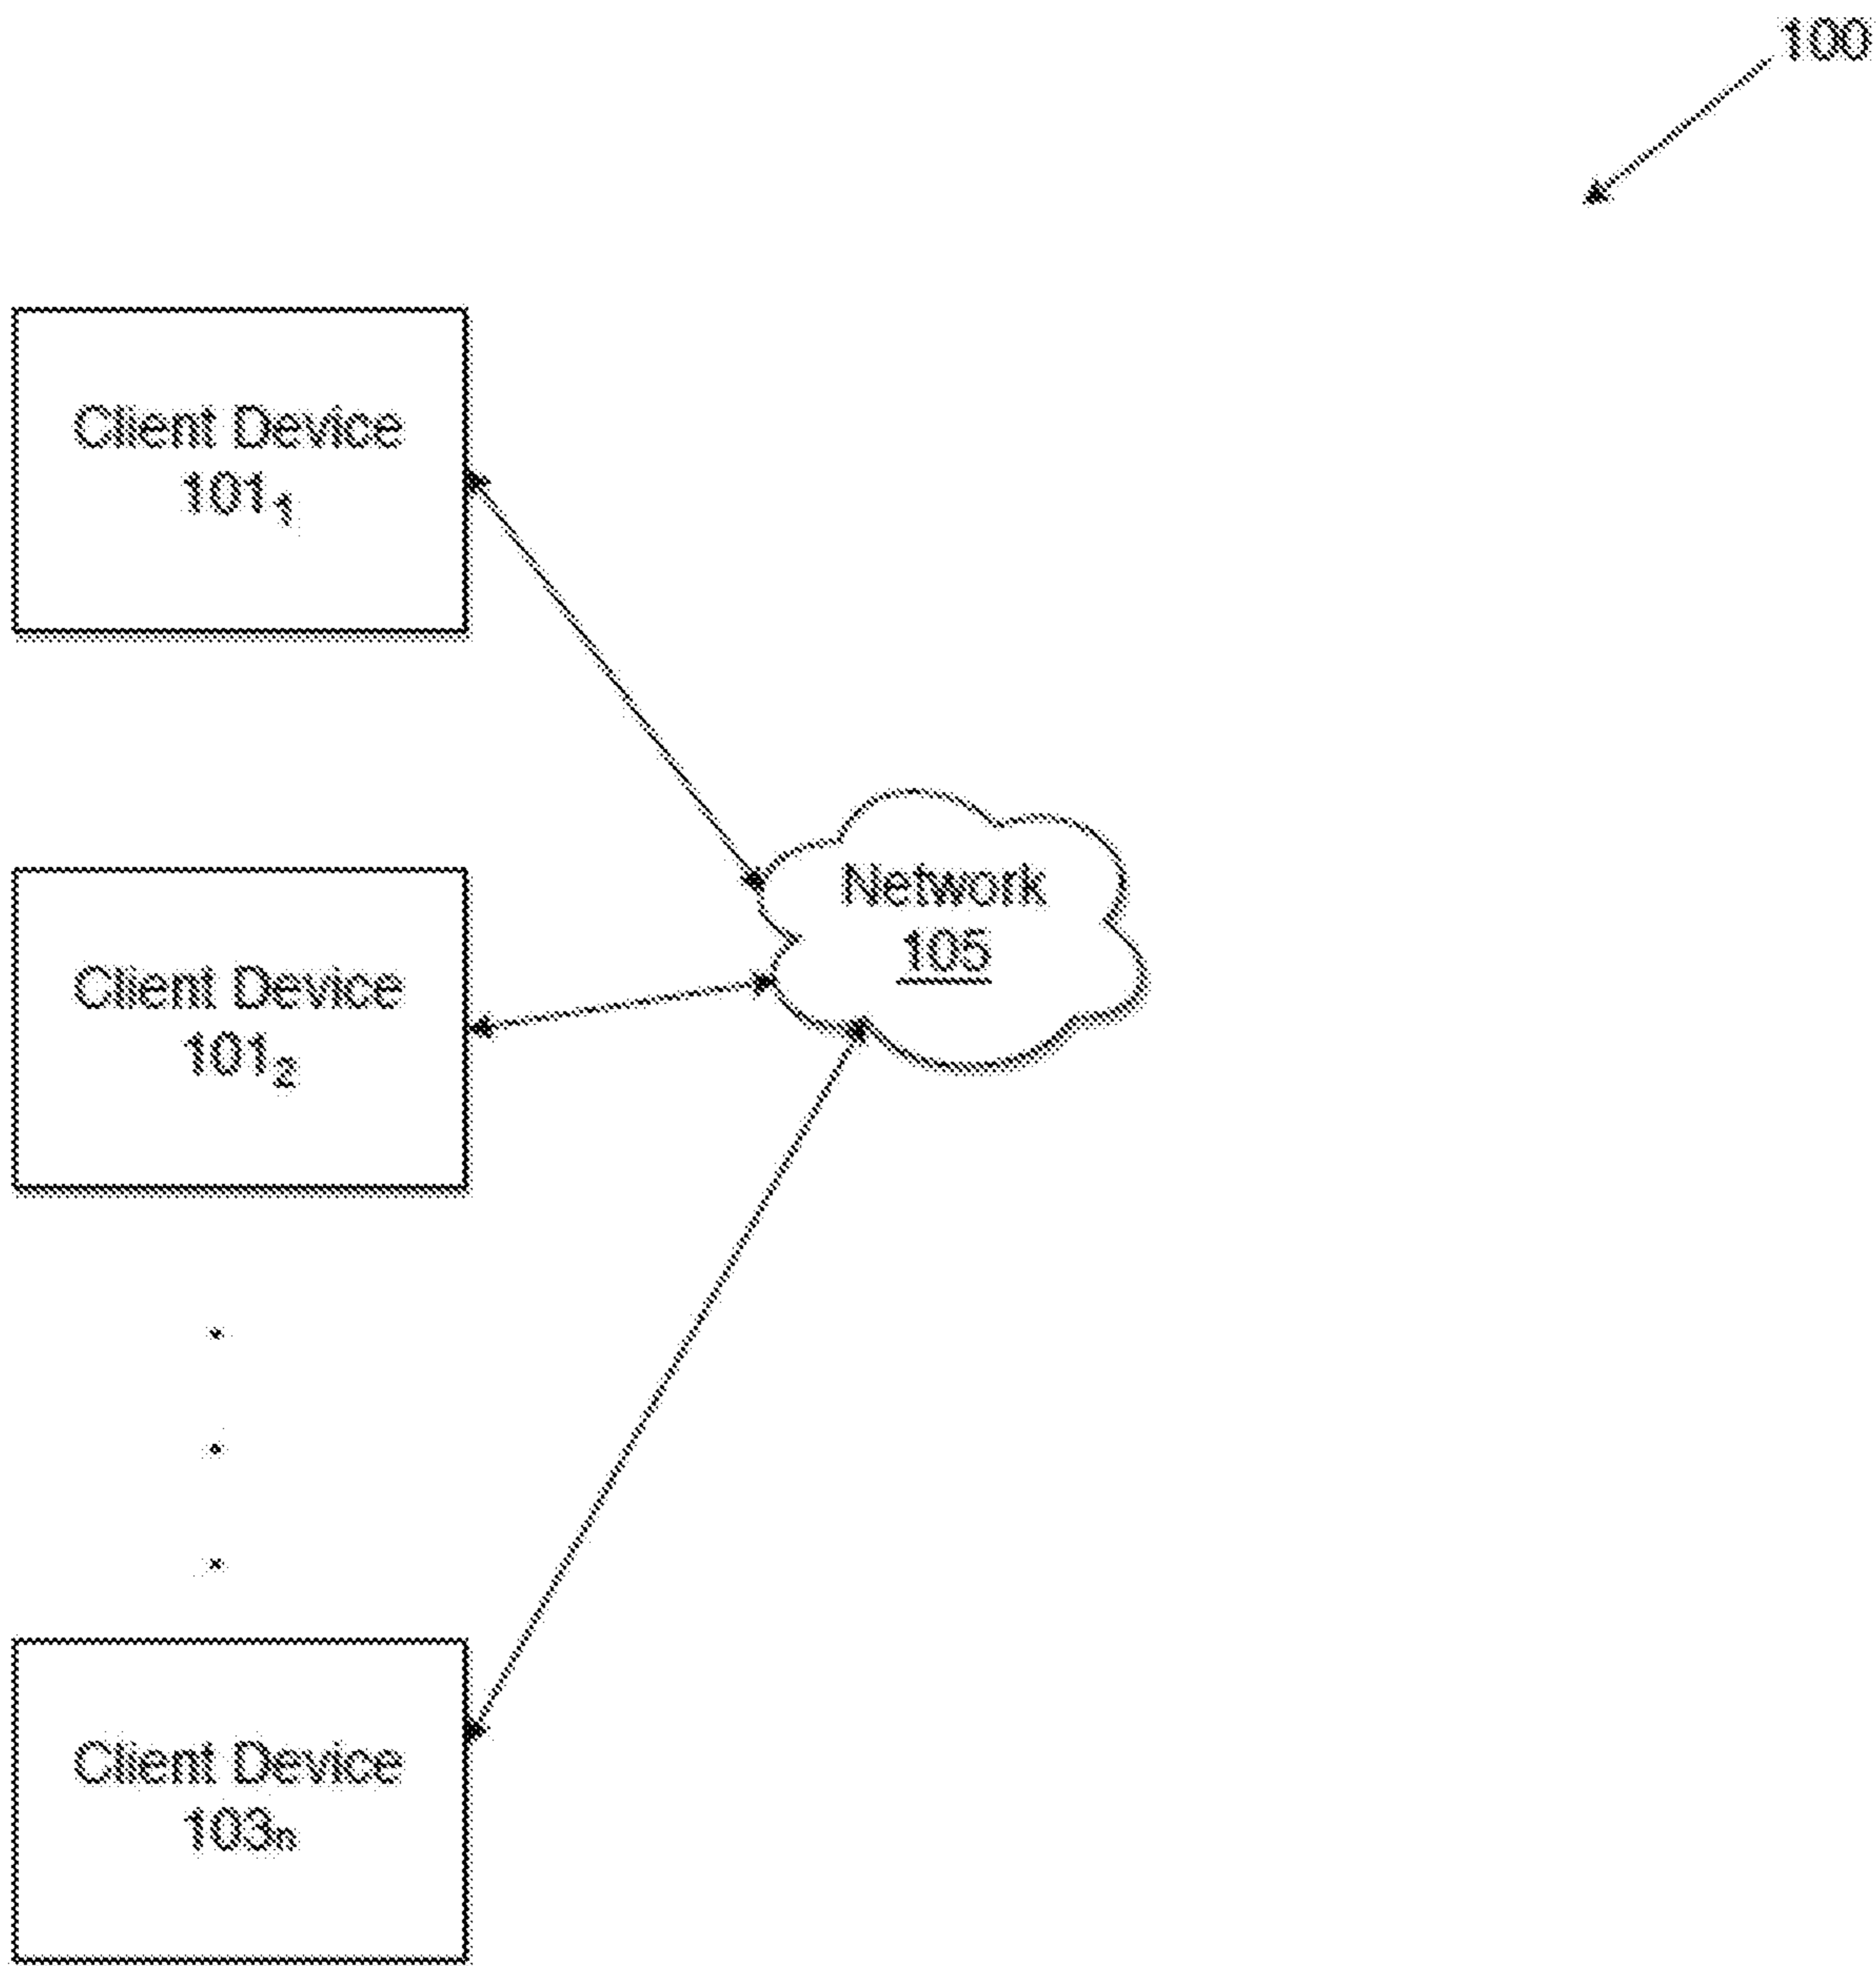 100
Client Device
101₁
Network
105
Client Device
101₂
Client Device
103ₙ